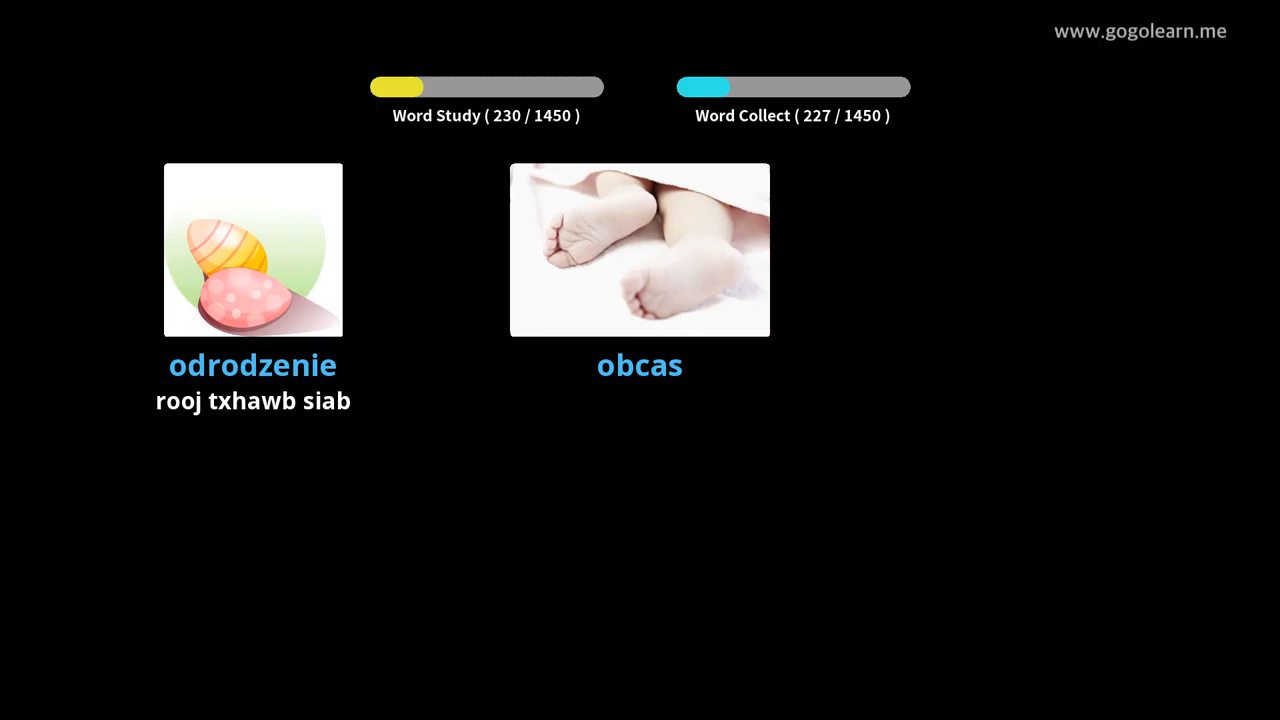 www.gogolearn.me
Word Study ( 230 / 1450 )
Word Collect ( 227 / 1450 )
odrodzenie
rooj txhawb siab
obcas